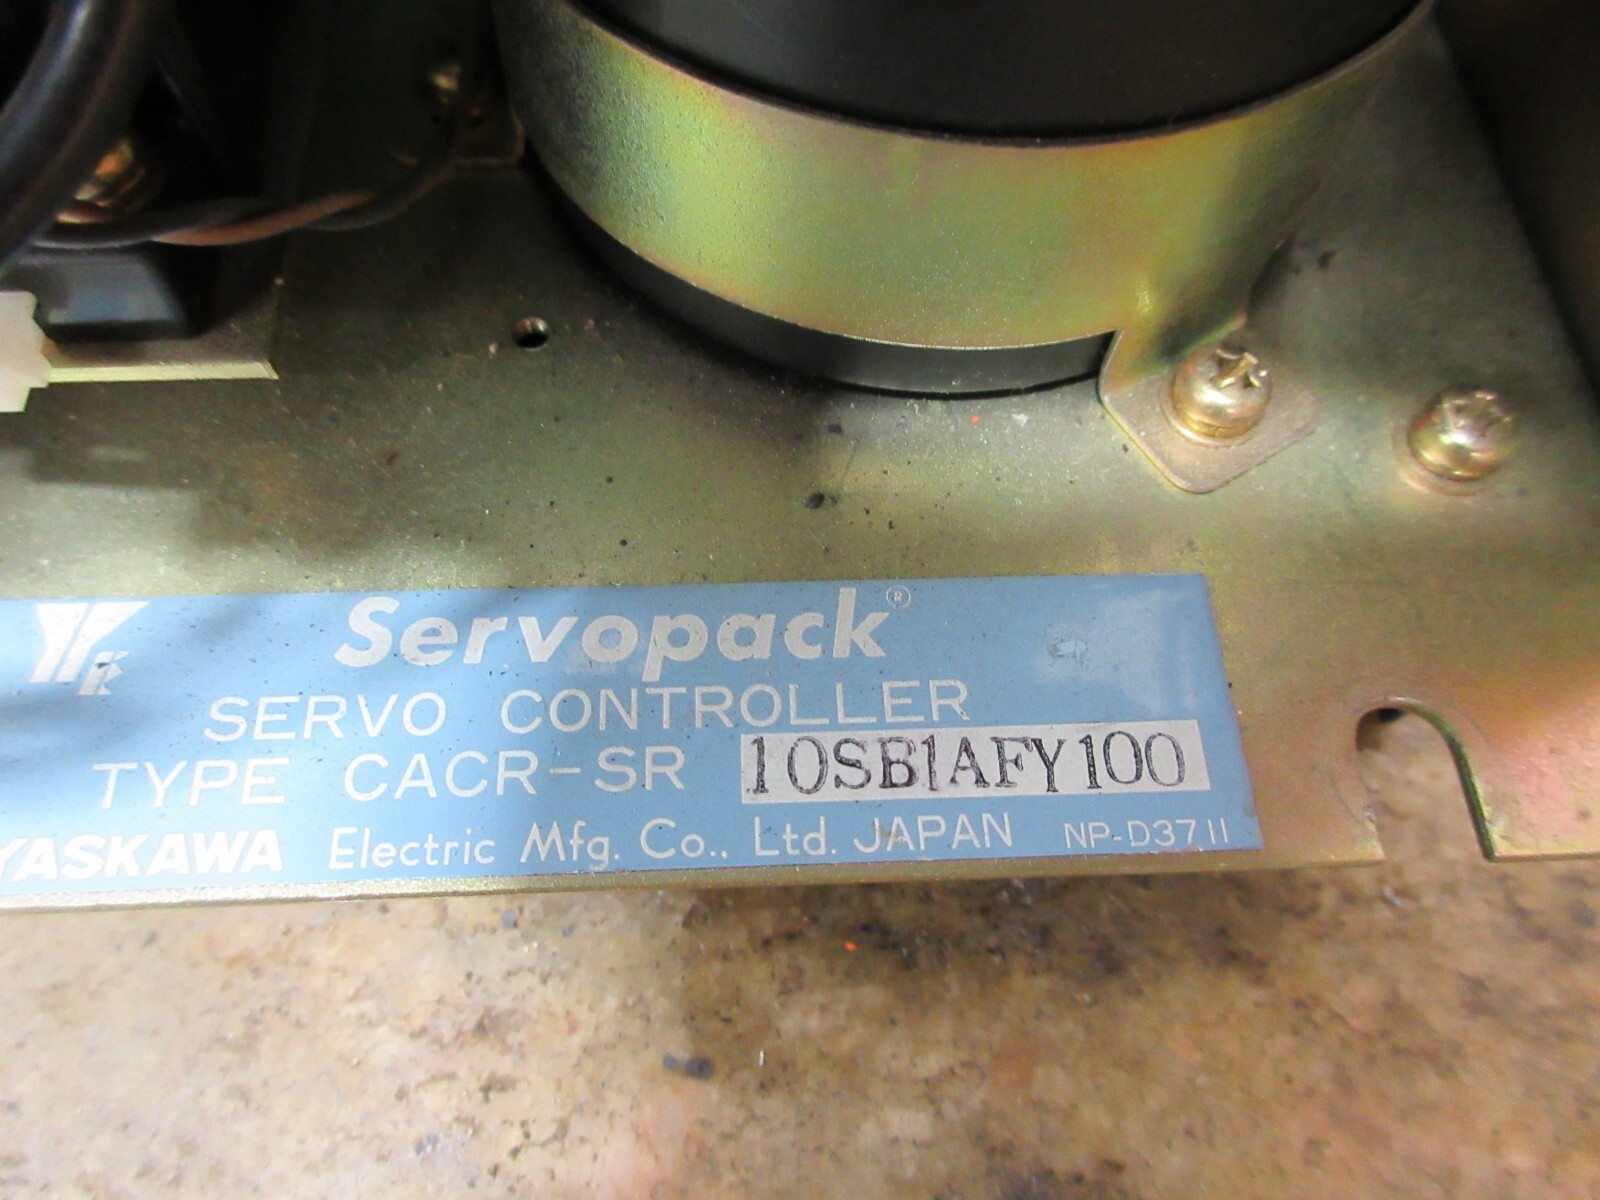 Servopack®
SERVO CONTROLLER
TYPE CACR-SR 10SB1AFY100
YASKAWA Electric Mfg. Co., Ltd. JAPAN NP-D3711